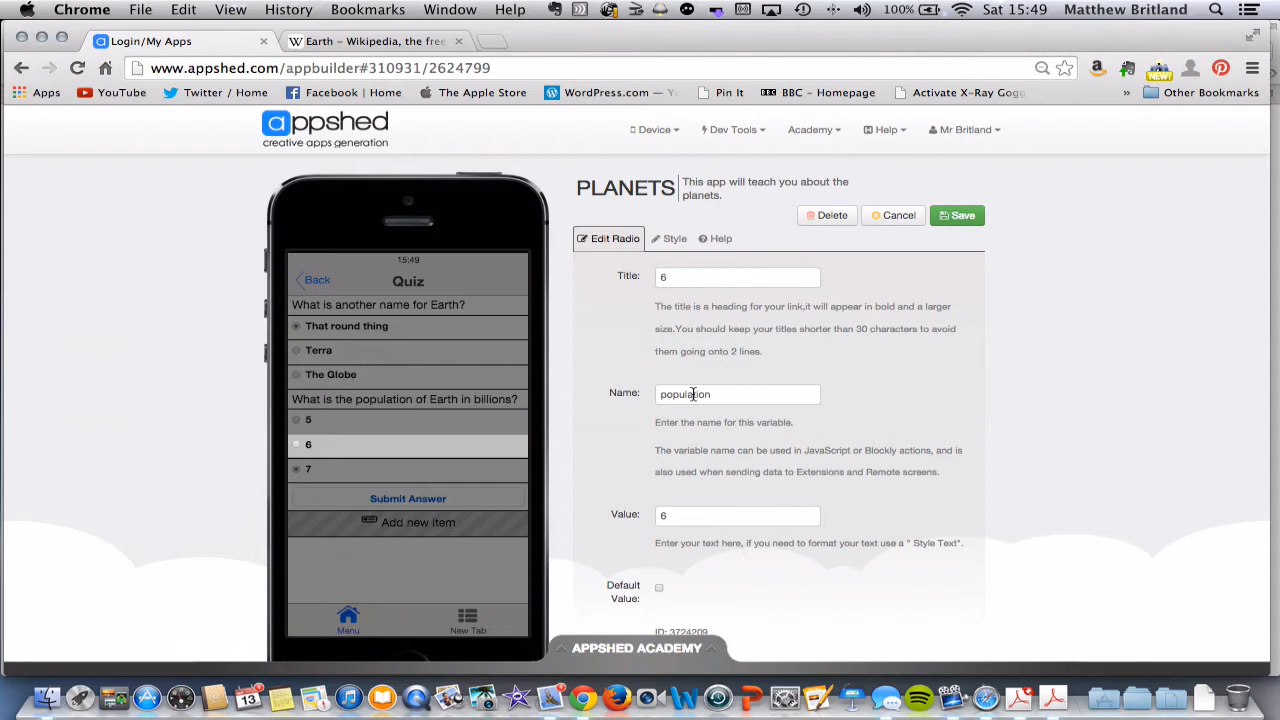 Chrome File Edit View History Bookmarks Window Help 100% Sat 15:49 Matthew Britland
Login/My Apps Earth – Wikipedia, the free
www.appshed.com/appbuilder#310931/2624799
NEW!
Apps YouTube Twitter / Home Facebook | Home The Apple Store WordPress.com — Y Pin It BBC - Homepage Activate X-Ray Gogg » Other Bookmarks
appshed
creative apps generation
Device Dev Tools Academy Help Mr Britland
PLANETS This app will teach you about the
planets.
Delete Cancel Save
Edit Radio Style Help
15:49
Back Quiz
What is another name for Earth?
That round thing
Terra
The Globe
What is the population of Earth in billions?
5
6
7
Submit Answer
Add new item
Menu New Tab
Title: 6
The title is a heading for your link,it will appear in bold and a larger
size.You should keep your titles shorter than 30 characters to avoid
them going onto 2 lines.
Name: population
Enter the name for this variable.
The variable name can be used in JavaScript or Blockly actions, and is
also used when sending data to Extensions and Remote screens.
Value: 6
Enter your text here, if you need to format your text use a " Style Text".
Default
Value:
ID: 3724209
APPSHED ACADEMY
13